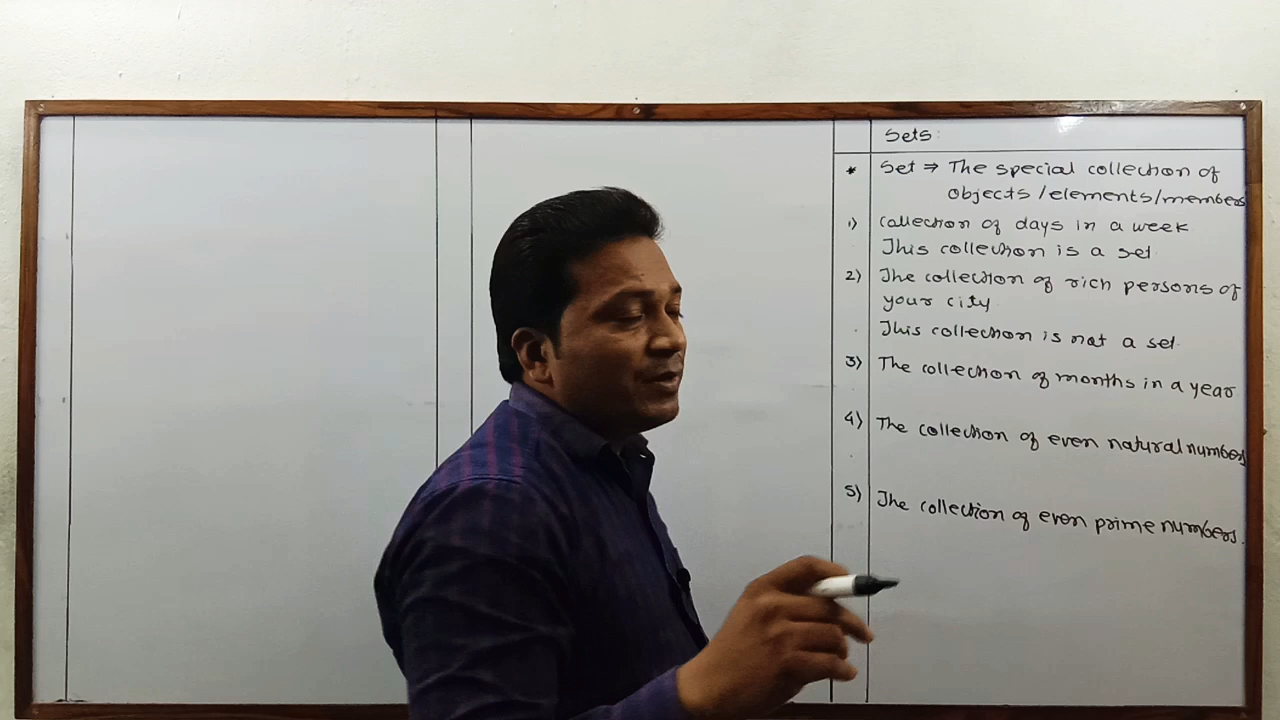 Sets:
* Set ⇒ The special collection of
objects/elements/members
1) Collection of days in a week
This collection is a set
2) The collection of rich persons of
your city
This collection is not a set.
3) The collection of months in a year
4) The collection of even natural numbers
5) The collection of even prime numbers.